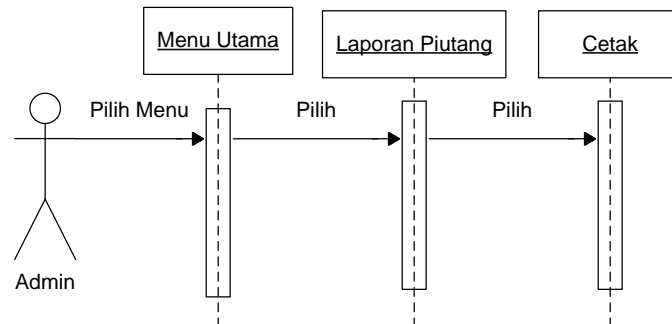 Menu Utama
Laporan Piutang
Cetak
Pilih Menu
Pilih
Pilih
Admin